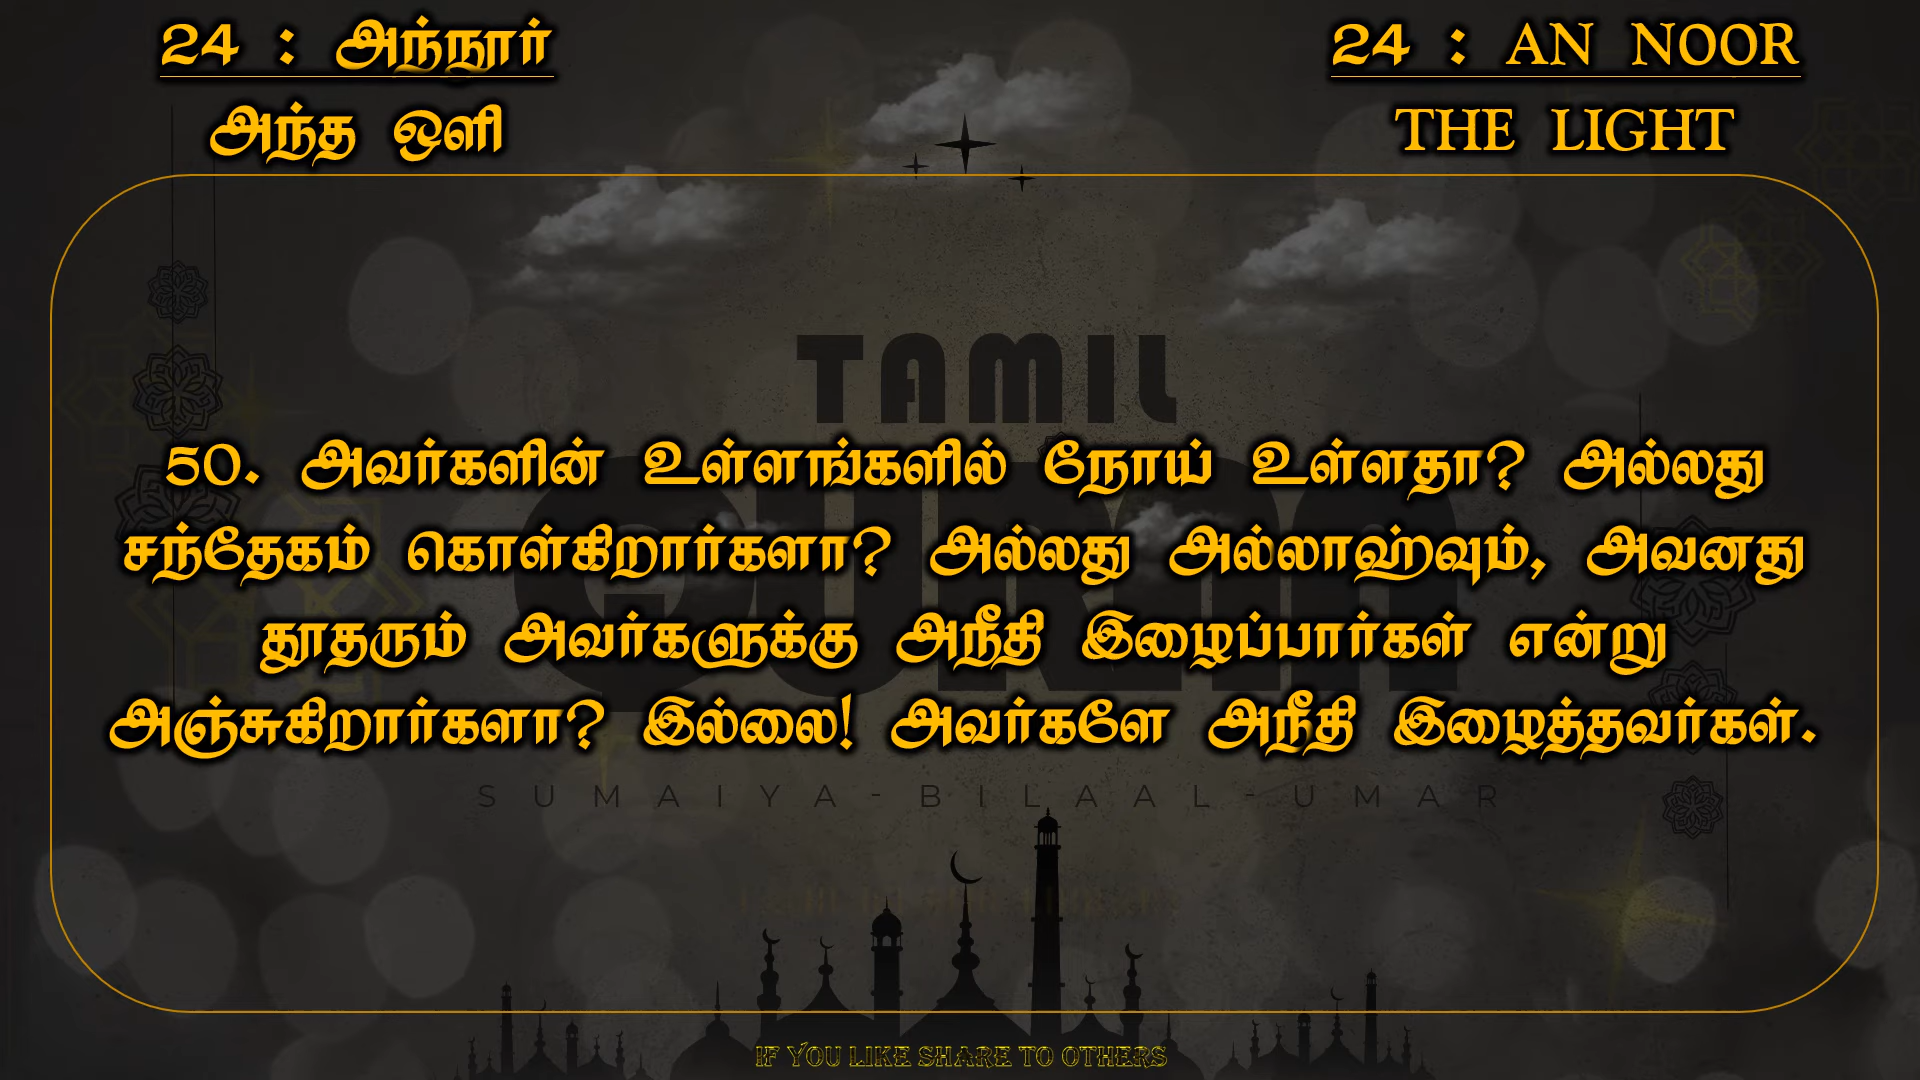 24 : அந்நூர்
அந்த ஒளி
24 : AN NOOR
THE LIGHT
TAMIL
QURAN
50. அவர்களின் உள்ளங்களில் நோய் உள்ளதா? அல்லது
சந்தேகம் கொள்கிறார்களா? அல்லது அல்லாஹ்வும், அவனது
தூதரும் அவர்களுக்கு அநீதி இழைப்பார்கள் என்று
அஞ்சுகிறார்களா? இல்லை! அவர்களே அநீதி இழைத்தவர்கள்.
SUMAIYA-BILAAL-UMAR
IF YOU LIKE SHARE TO OTHERS